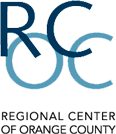 RC
OC
REGIONAL CENTER
OF ORANGE COUNTY